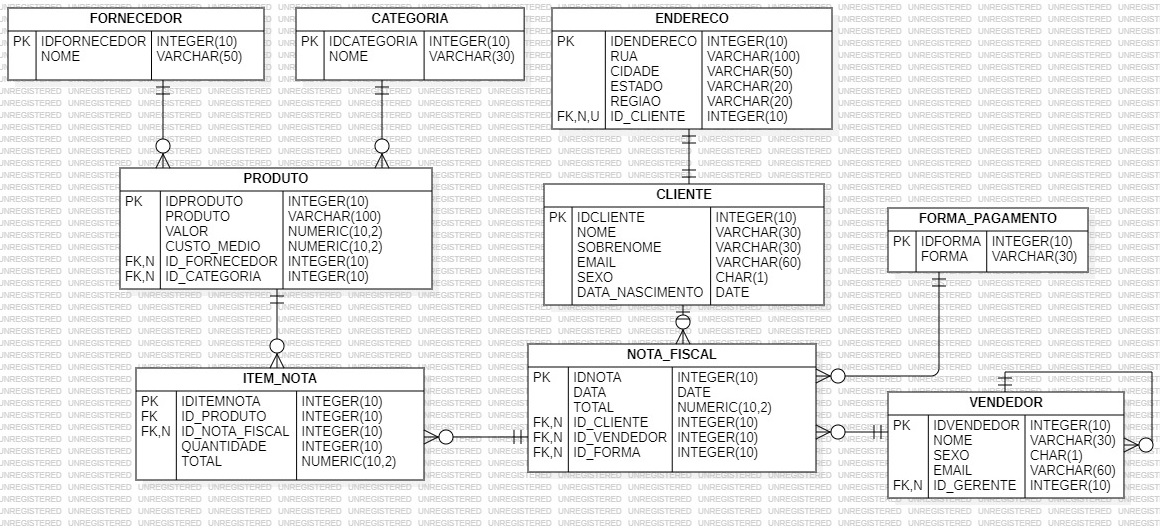 FORNECEDOR
PK IDFORNECEDOR INTEGER(10)
NOME VARCHAR(50)
CATEGORIA
PK IDCATEGORIA INTEGER(10)
NOME VARCHAR(30)
ENDERECO
PK IDENDERECO INTEGER(10)
RUA VARCHAR(100)
CIDADE VARCHAR(50)
ESTADO VARCHAR(20)
REGIAO VARCHAR(20)
FK,N,U ID_CLIENTE INTEGER(10)
PRODUTO
PK IDPRODUTO INTEGER(10)
PRODUTO VARCHAR(100)
VALOR NUMERIC(10,2)
CUSTO_MEDIO NUMERIC(10,2)
FK,N ID_FORNECEDOR INTEGER(10)
FK,N ID_CATEGORIA INTEGER(10)
CLIENTE
PK IDCLIENTE INTEGER(10)
NOME VARCHAR(30)
SOBRENOME VARCHAR(30)
EMAIL VARCHAR(60)
SEXO CHAR(1)
DATA_NASCIMENTO DATE
FORMA_PAGAMENTO
PK IDFORMA INTEGER(10)
FORMA VARCHAR(30)
ITEM_NOTA
PK IDITEMNOTA INTEGER(10)
FK ID_PRODUTO INTEGER(10)
FK,N ID_NOTA_FISCAL INTEGER(10)
QUANTIDADE INTEGER(10)
TOTAL NUMERIC(10,2)
NOTA_FISCAL
PK IDNOTA INTEGER(10)
DATA DATE
TOTAL NUMERIC(10,2)
FK,N ID_CLIENTE INTEGER(10)
FK,N ID_VENDEDOR INTEGER(10)
FK,N ID_FORMA INTEGER(10)
VENDEDOR
PK IDVENDEDOR INTEGER(10)
NOME VARCHAR(30)
SEXO CHAR(1)
EMAIL VARCHAR(60)
FK,N ID_GERENTE INTEGER(10)
UNREGISTERED